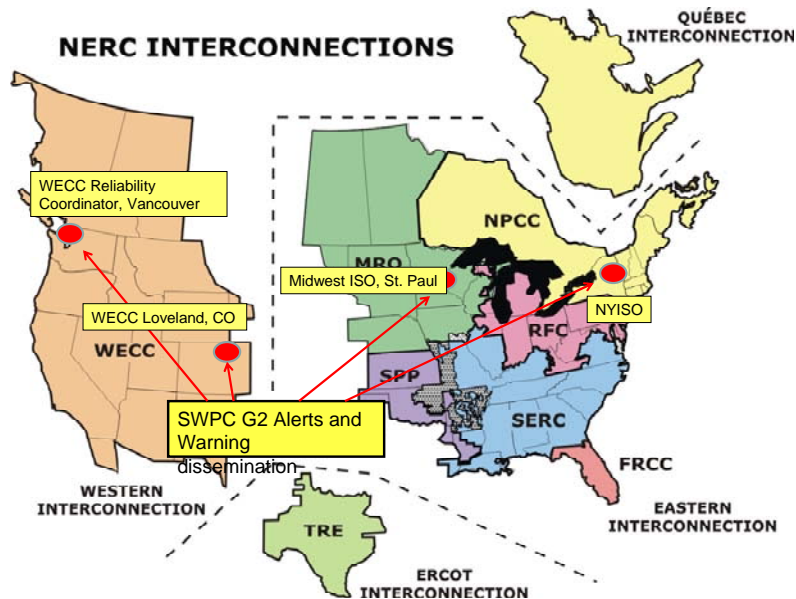 QUÉBEC
INTERCONNECTION
NERC INTERCONNECTIONS
WECC Reliability
Coordinator, Vancouver
NPCC
MRO
Midwest ISO, St. Paul
NYISO
WECC Loveland, CO
WECC
RFC
SPP
SERC
SWPC G2 Alerts and
Warning
dissemination
FRCC
WESTERN
INTERCONNECTION
EASTERN
INTERCONNECTION
TRE
ERCOT
INTERCONNECTION